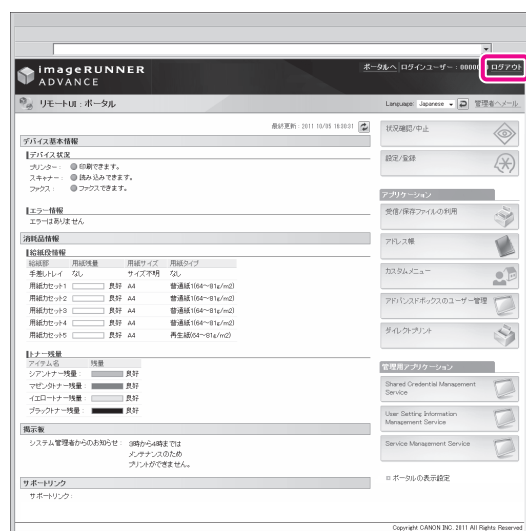 imageRUNNER
ADVANCE
ポータルへ ログインユーザー : 00000 ログアウト
リモートUI : ポータル
Language: Japanese 管理者へメール
最終更新 : 2011 10/05 16:36:31
デバイス基本情報
デバイス状況
プリンター : 印刷できます。
スキャナー : 読み込みできます。
ファクス : ファクスできます。
エラー情報
エラーはありません
消耗品情報
給紙段情報
給紙部 用紙残量 用紙サイズ 用紙タイプ
手差しトレイ なし サイズ不明 なし
用紙カセット1 良好 A4 普通紙1(64～81g/m2)
用紙カセット2 良好 A4 普通紙1(64～81g/m2)
用紙カセット3 良好 A4 普通紙1(64～81g/m2)
用紙カセット4 良好 A4 普通紙1(64～81g/m2)
用紙カセット5 良好 A4 再生紙(64～81g/m2)
トナー残量
アイテム名 残量
シアントナー残量 : 良好
マゼンタトナー残量 : 良好
イエロートナー残量 : 良好
ブラックトナー残量 : 良好
掲示板
システム管理者からのお知らせ : 3時から4時までは
メンテナンスのため
プリントができません。
サポートリンク
サポートリンク :
状況確認/中止
設定/登録
アプリケーション
受信/保存ファイルの利用
アドレス帳
カスタムメニュー
アドバンスドボックスのユーザー管理
ダイレクトプリント
管理用アプリケーション
Shared Credential Management
Service
User Setting Information
Management Service
Service Management Service
ポータルの表示設定
Copyright CANON INC. 2011 All Rights Reserved